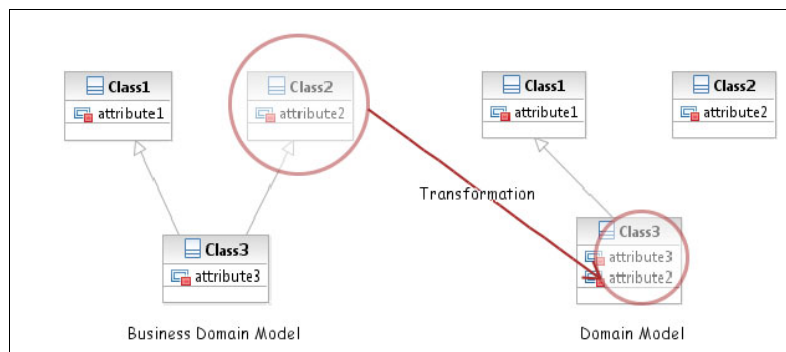 Class1
attribute1
Class2
attribute2
Class1
attribute1
Class2
attribute2
Transformation
Class3
attribute3
Class3
attribute3
attribute2
Business Domain Model
Domain Model